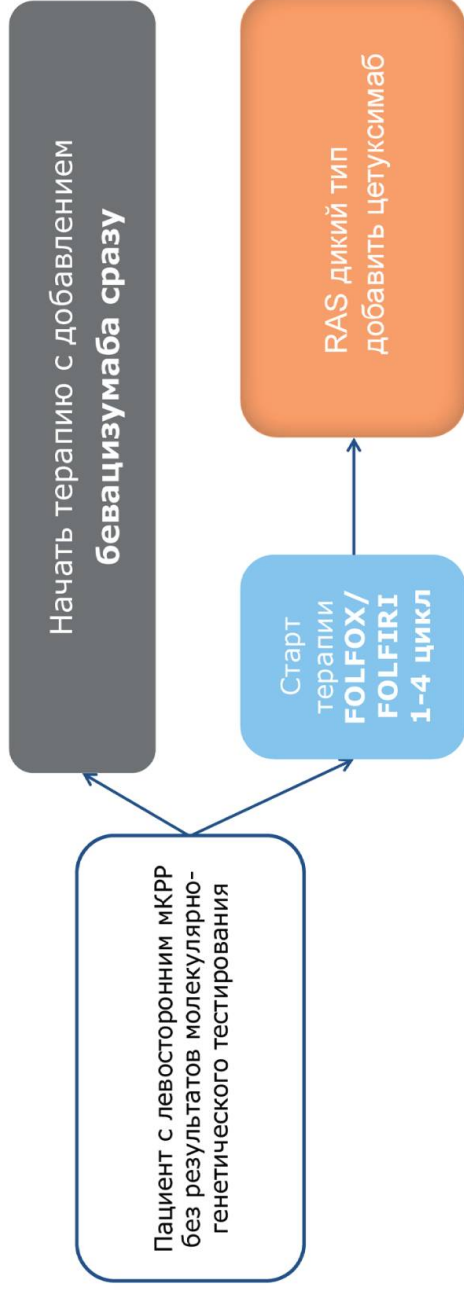 Пациент с левосторонним мКРР
без результатов молекулярно-
генетического тестирования
Начать терапию с добавлением
бевацизумаба сразу
Старт
терапии
FOLFOX/
FOLFIRI
1-4 цикл
RAS дикий тип
добавить цетуксимаб